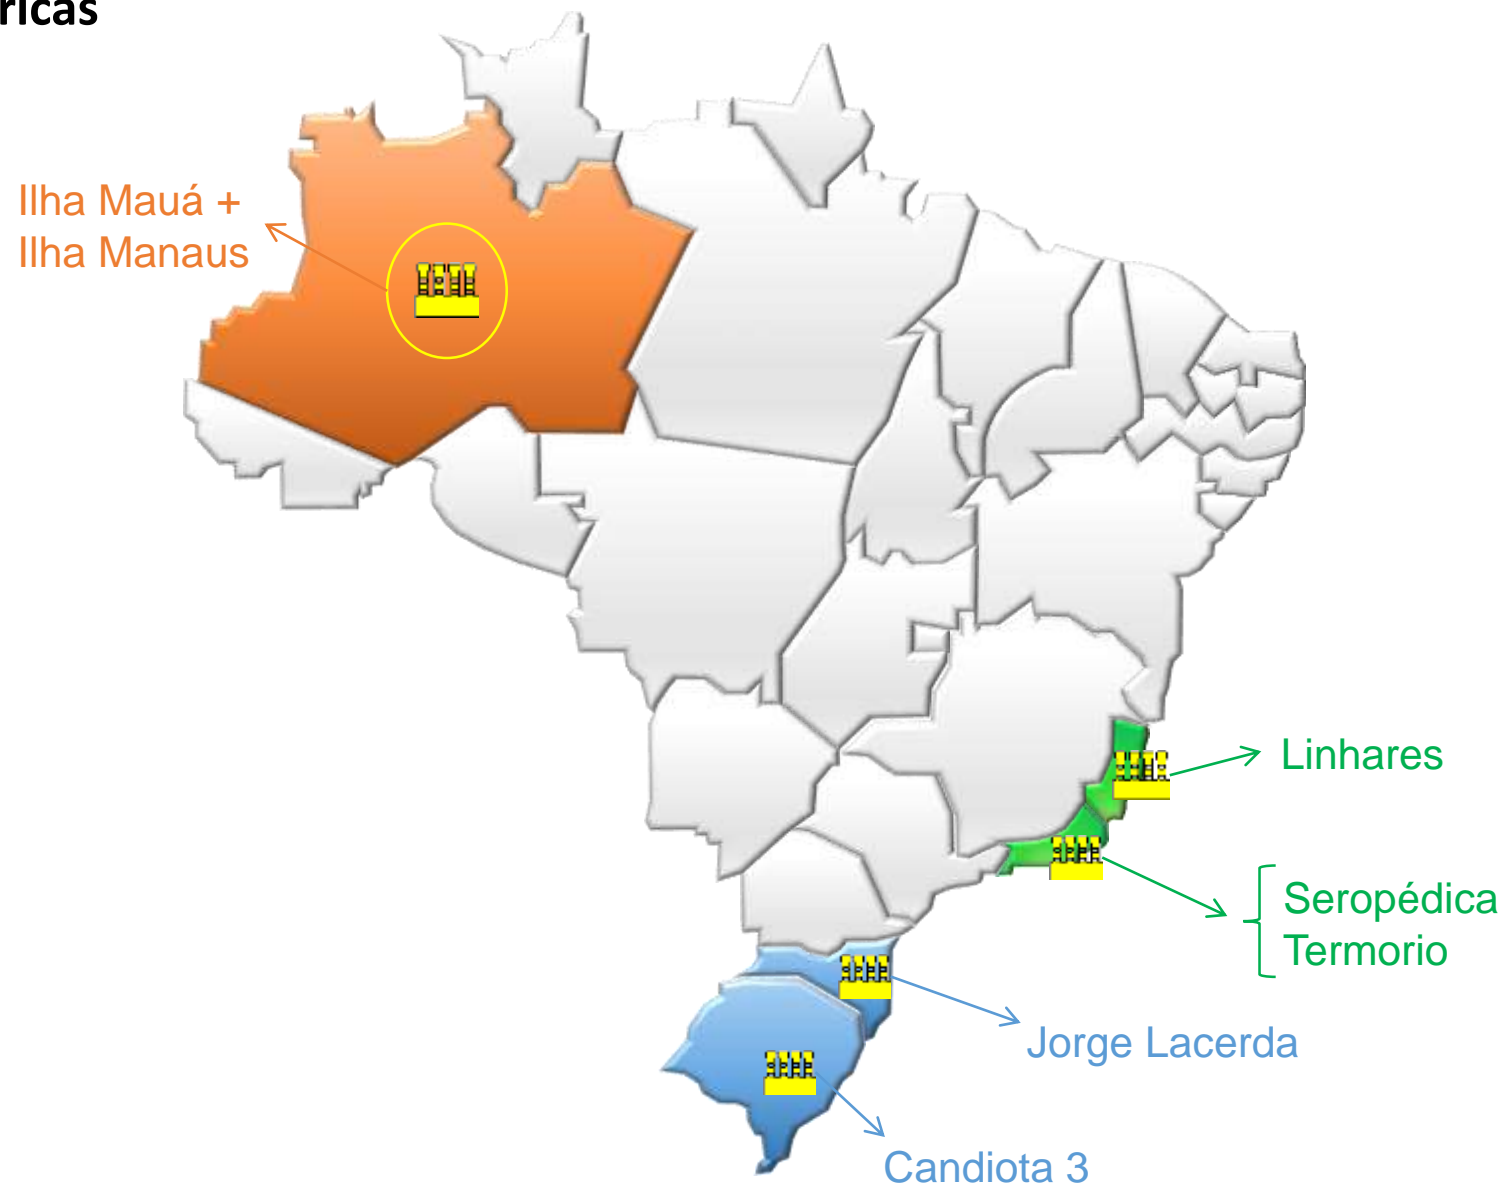 ricas
Ilha Mauá +
Ilha Manaus
Linhares
Seropédica
Termorio
Jorge Lacerda
Candiota 3